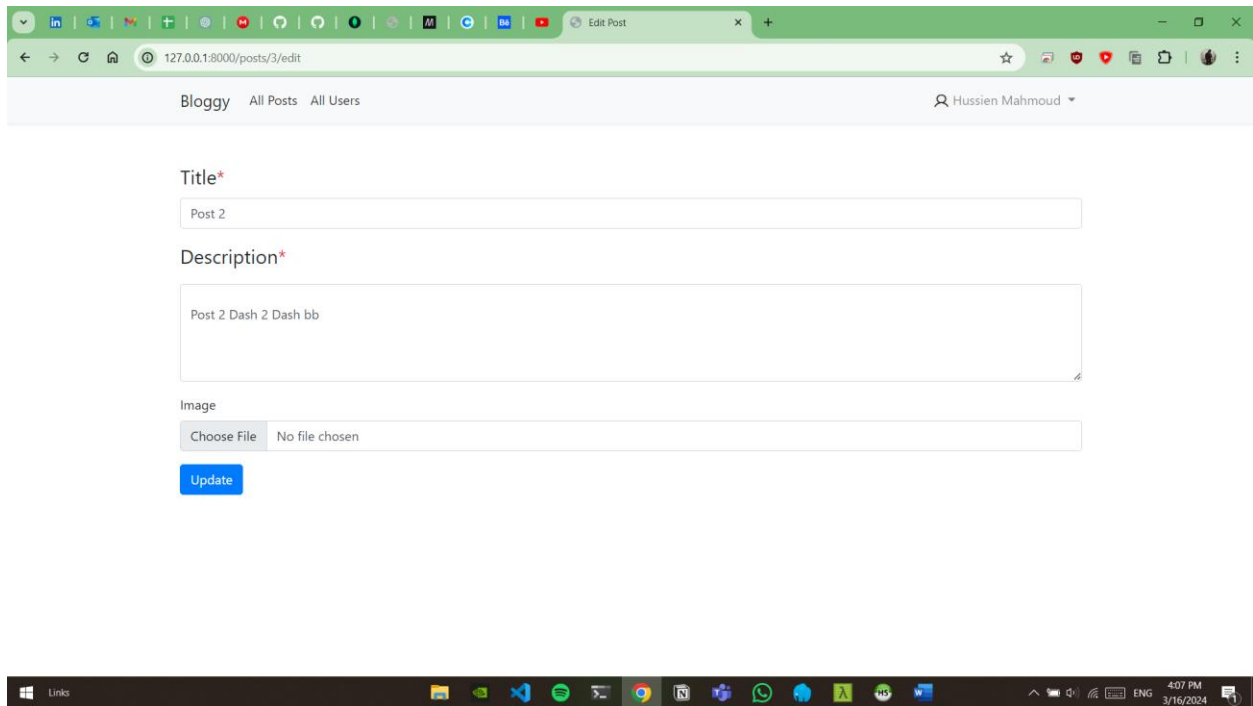 Edit Post
127.0.0.1:8000/posts/3/edit
Bloggy All Posts All Users Hussien Mahmoud
Title*
Post 2
Description*
Post 2 Dash 2 Dash bb
Image
Choose File No file chosen
Update
Links ENG 4:07 PM
3/16/2024